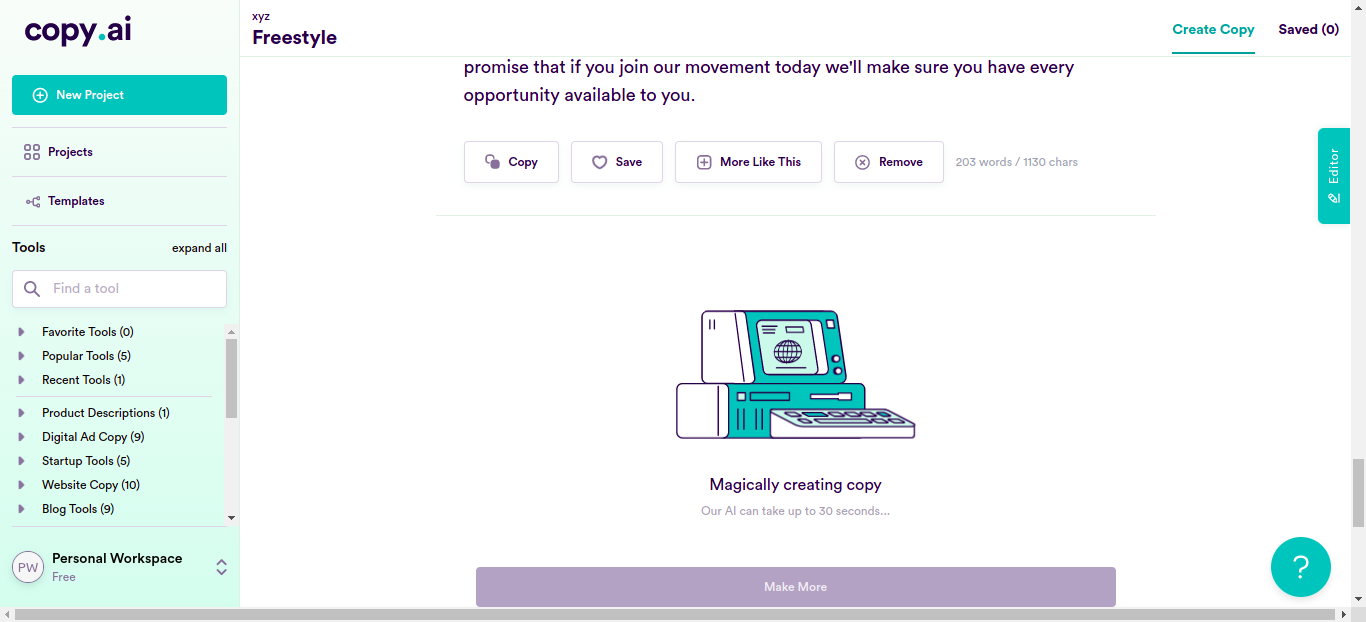 copy.ai
New Project
Projects
Templates
Tools
expand all
Find a tool
Favorite Tools (0)
Popular Tools (5)
Recent Tools (1)
Product Descriptions (1)
Digital Ad Copy (9)
Startup Tools (5)
Website Copy (10)
Blog Tools (9)
PW
Personal Workspace
Free
xyz
Freestyle
Create Copy
Saved (0)
promise that if you join our movement today we'll make sure you have every
opportunity available to you.
Copy
Save
More Like This
Remove
203 words / 1130 chars
Editor
Magically creating copy
Our AI can take up to 30 seconds...
Make More
?